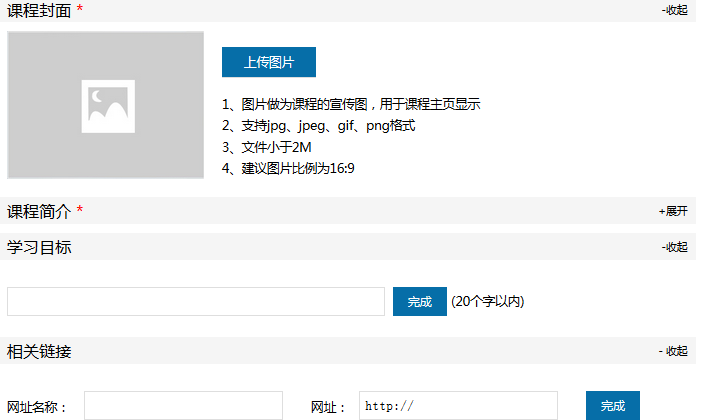 课程封面 * -收起
上传图片
1、图片做为课程的宣传图，用于课程主页显示
2、支持jpg、jpeg、gif、png格式
3、文件小于2M
4、建议图片比例为16:9
课程简介 * +展开
学习目标 -收起
完成 (20个字以内)
相关链接 - 收起
网址名称： 网址： http:// 完成